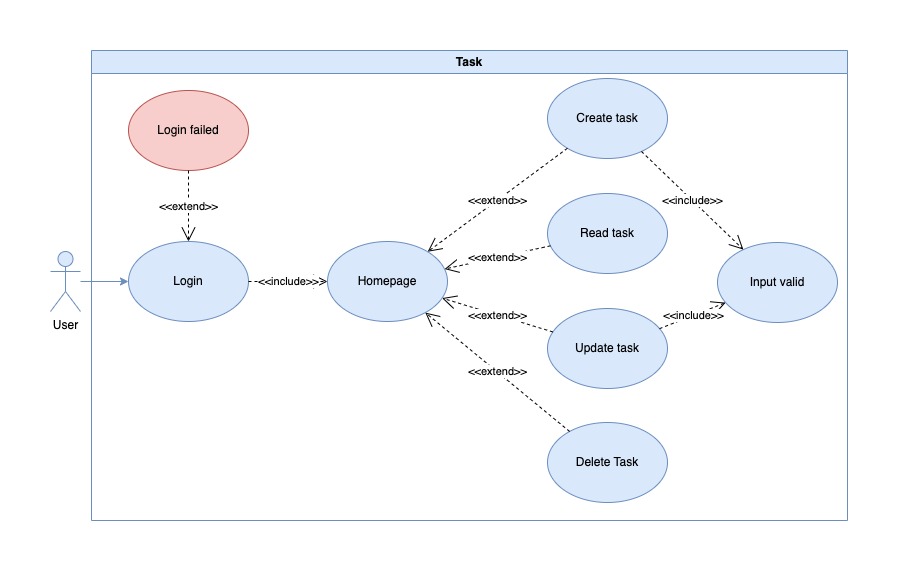 Task
Login failed
<<extend>>
Login
User
<<include>>
Homepage
Create task
<<extend>>
<<include>>
Read task
<<extend>>
Input valid
<<extend>>
<<include>>
Update task
<<extend>>
Delete Task